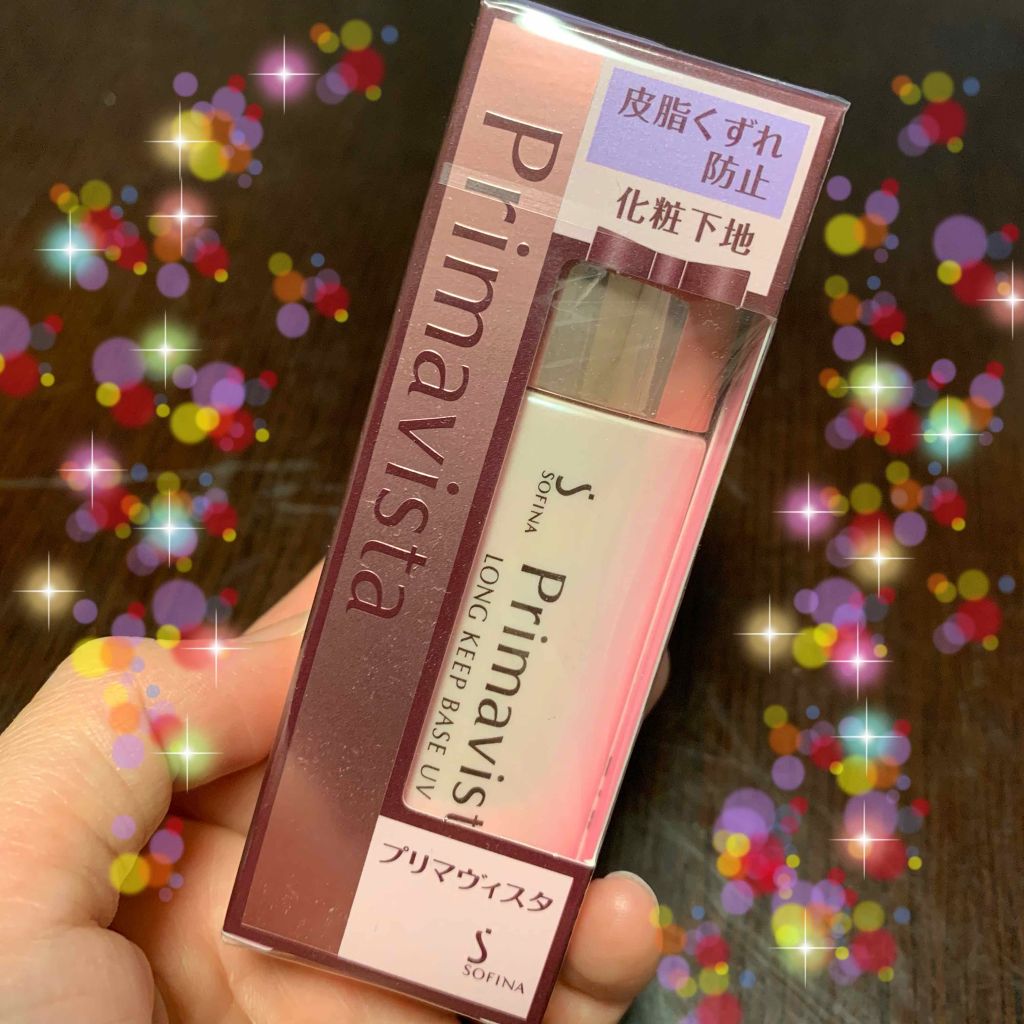 Primavista
皮脂くずれ
防止
化粧下地
SOFINA
Primavist
LONG KEEP BASE UV
プリマヴィスタ
SOFINA